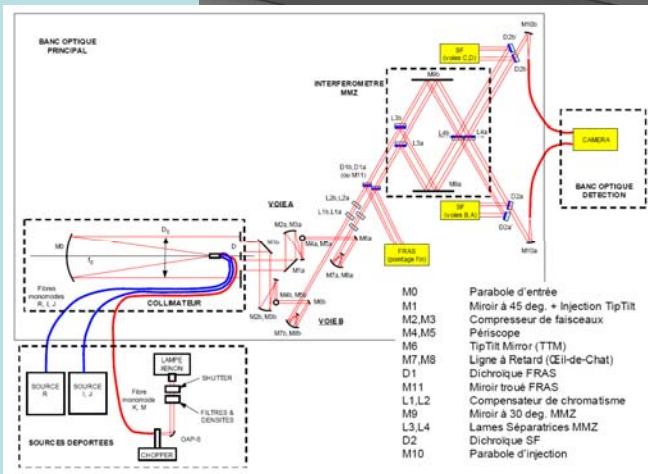 BANC OPTIQUE
PRINCIPAL
M10b
D2b'
SF
(voies C,D)
D2b
INTERFEROMETRE
MMZ
M9b
L3b
L3a
L4b
L4a
CAMERA
BANC OPTIQUE
DETECTION
D1b, D1a
(ou M11)
M9a
L2b, L2a
L1b, L1a
SF
(voies B,A)
D2a
D2a'
M10a
VOIE A
M2a, M3a
M4a, M5a
M6a
M1a
M7a, M8a
FRAS
(pointage fin)
M0
D0
D
f0
Fibres
monomodes
R, I, J
COLLIMATEUR
M4b, M5b
M6b
M2b, M3b
VOIE B
M7b, M8b
LAMPE
XENON
SHUTTER
SOURCE
R
SOURCE
I, J
Fibre
monomode
K, M
FILTRES &
DENSITES
OAP-S
SOURCES DEPORTEES
CHOPPER
M0 Parabole d'entrée
M1 Miroir à 45 deg. + Injection TipTilt
M2,M3 Compresseur de faisceaux
M4,M5 Périscope
M6 TipTilt Mirror (TTM)
M7,M8 Ligne à Retard (Œil-de-Chat)
D1 Dichroïque FRAS
M11 Miroir troué FRAS
L1,L2 Compensateur de chromatisme
M9 Miroir à 30 deg. MMZ
L3,L4 Lames Séparatrices MMZ
D2 Dichroïque SF
M10 Parabole d'injection